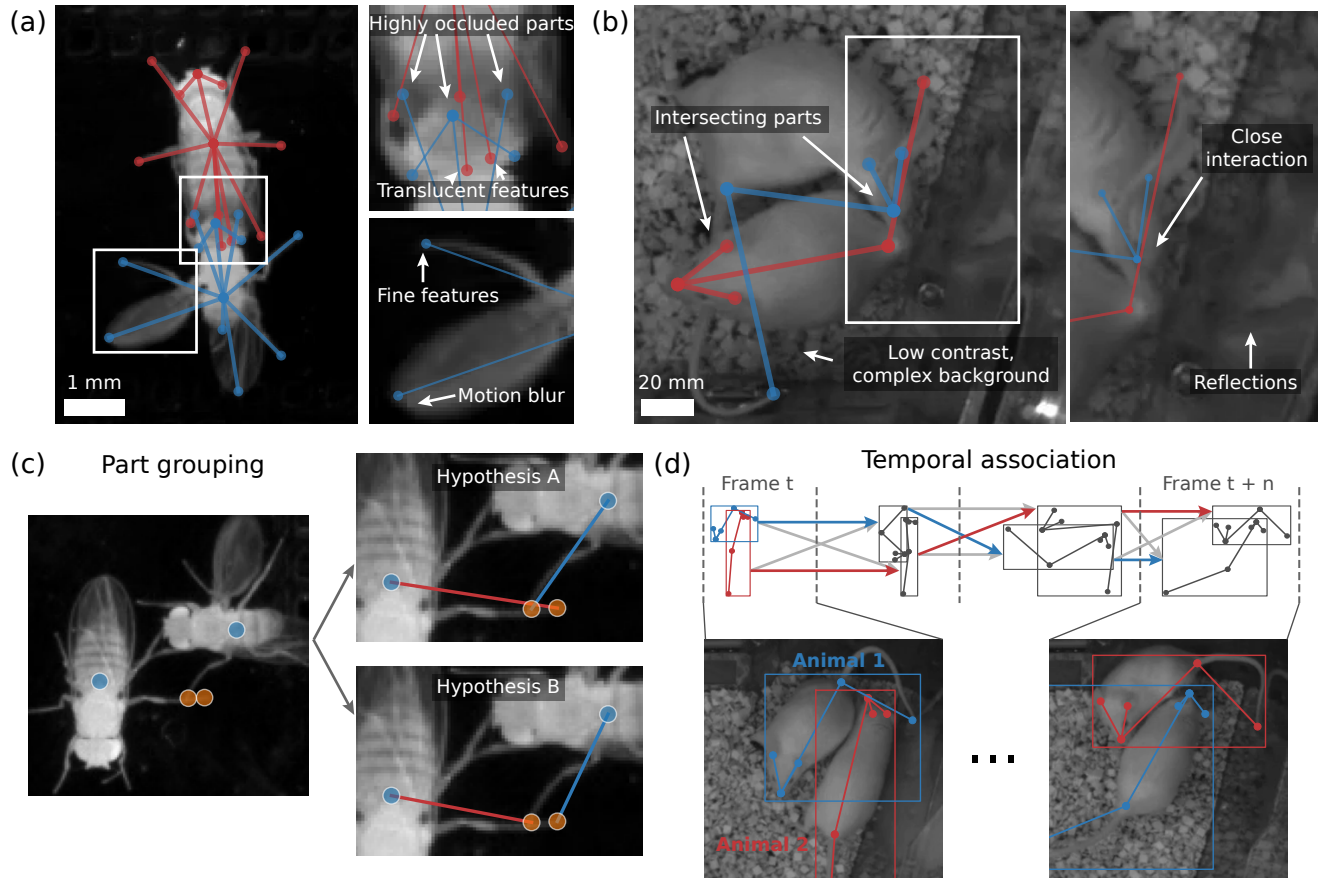 (a)
Highly occluded parts
Translucent features
Fine features
Motion blur
1 mm
(b)
Intersecting parts
Low contrast,
complex background
20 mm
Close
interaction
Reflections
(c)
Part grouping
Hypothesis A
Hypothesis B
(d)
Temporal association
Frame t
Frame t + n
Animal 1
Animal 2